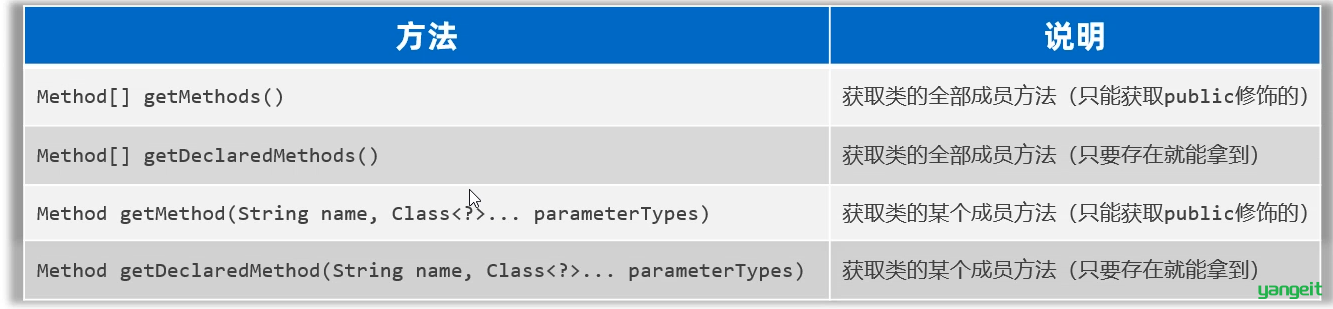 方法
说明
Method[] getMethods()
获取类的全部成员方法（只能获取public修饰的）
Method[] getDeclaredMethods()
获取类的全部成员方法（只要存在就能拿到）
Method getMethod(String name, Class<?>... parameterTypes)
获取类的某个成员方法（只能获取public修饰的）
Method getDeclaredMethod(String name, Class<?>... parameterTypes)
获取类的某个成员方法（只要存在就能拿到）
yangeit